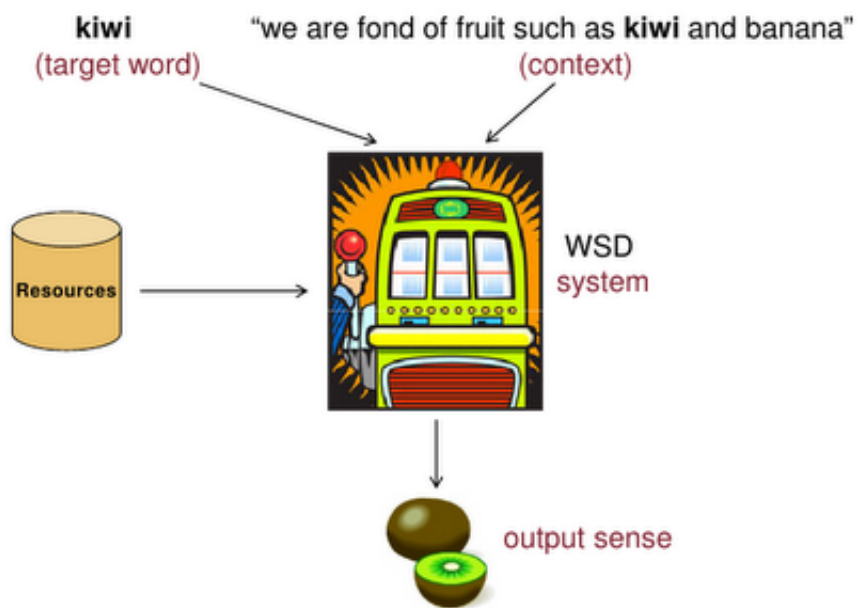 kiwi
(target word)
“we are fond of fruit such as kiwi and banana”
(context)
Resources
WSD
system
output sense